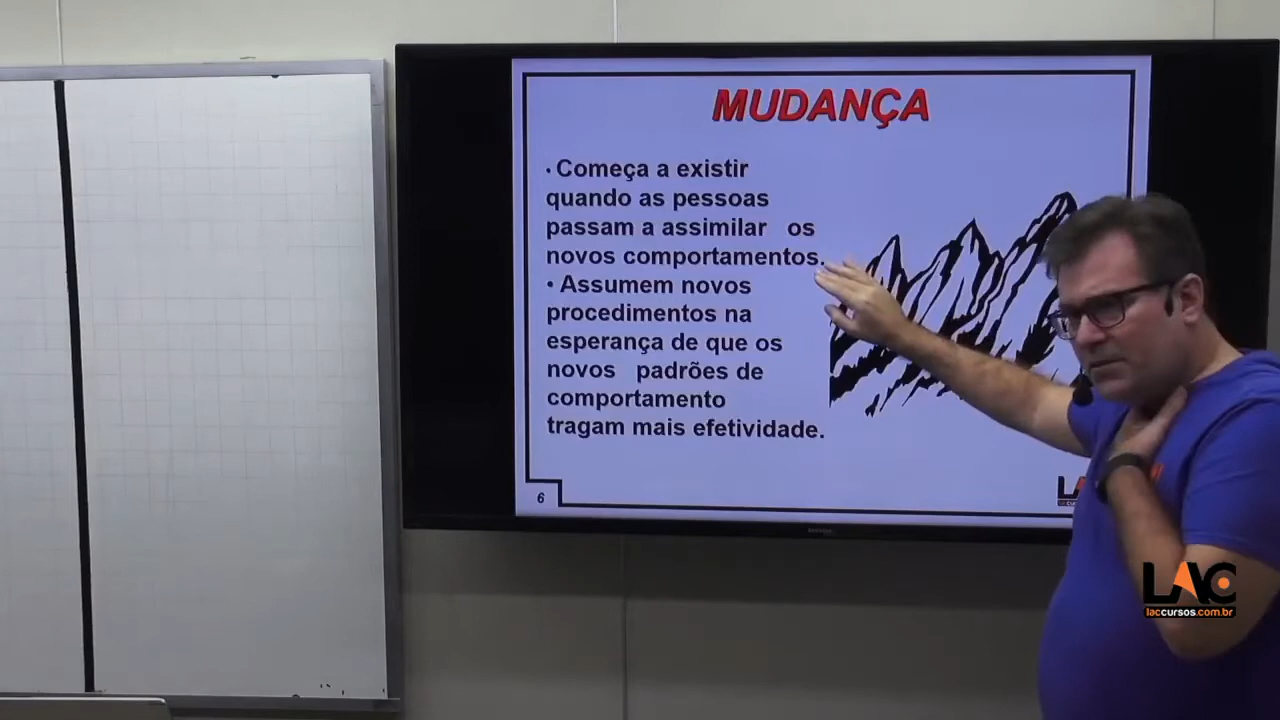 MUDANÇA
• Começa a existir
quando as pessoas
passam a assimilar os
novos comportamentos.
• Assumem novos
procedimentos na
esperança de que os
novos padrões de
comportamento
tragam mais efetividade.
6
LAC
laccursos.com.br